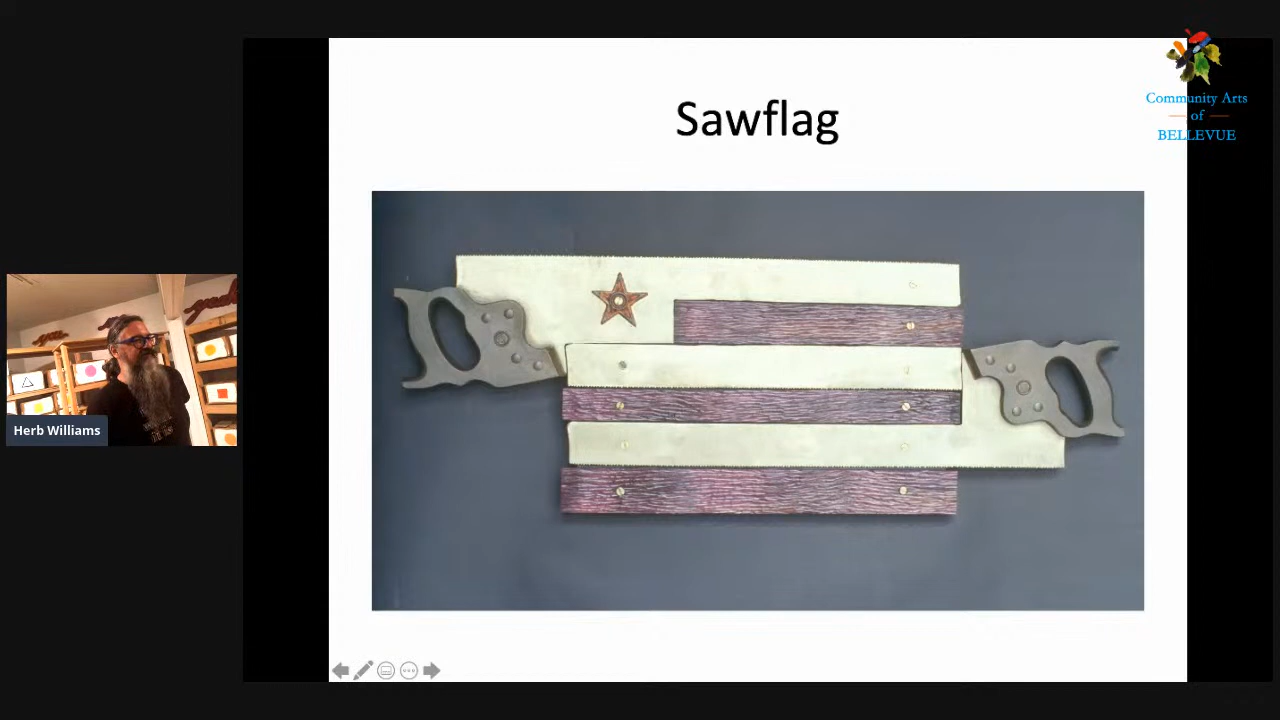 Sawflag
Community Arts
of
BELLEVUE
Herb Williams